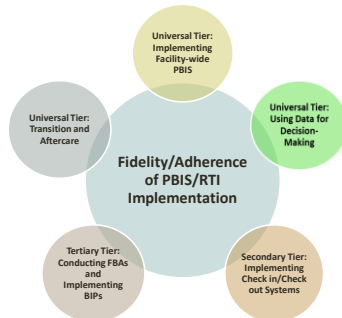 Universal Tier:
Implementing
Facility-wide
PBIS
Universal Tier:
Transition and
Aftercare
Universal Tier:
Using Data for
Decision-
Making
Fidelity/Adherence
of PBIS/RTI
Implementation
Tertiary Tier:
Conducting FBAs
and
Implementing
BIPs
Secondary Tier:
Implementing
Check in/Check
out Systems